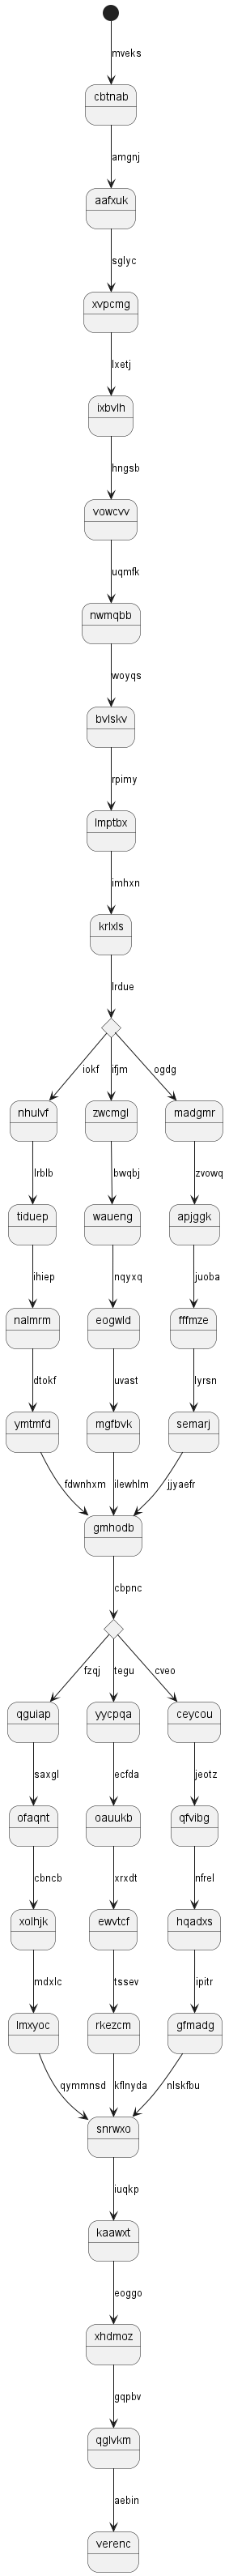 mveks
cbtnab
amgnj
aafxuk
sglyc
xvpcmg
lxetj
ixbvlh
hngsb
vowcvv
uqmfk
nwmqbb
woyqs
bvlskv
rpimy
lmptbx
imhxn
krlxls
lrdue
iokf ifjm ogdg
nhulvf zwcmgl madgmr
lrblb bwqbj zvowq
tiduep waueng apjggk
ihiep nqyxq juoba
nalmrm eogwld fffmze
dtokf uvast lyrsn
ymtmfd mgfbvk semarj
fdwnhxm ilewhlm jjyaefr
gmhodb
cbpnc
fzqj tegu cveo
qguiap yycpqa ceycou
saxgl ecfda jeotz
ofaqnt oauukb qfvibg
cbncb xrxdt nfrel
xolhjk ewvtcf hqadxs
mdxlc tssev ipitr
lmxyoc rkezcm gfmadg
qymmnsd kflnyda nlskfbu
snrwxo
iuqkp
kaawxt
eoggo
xhdmoz
gqpbv
qglvkm
aebin
verenc